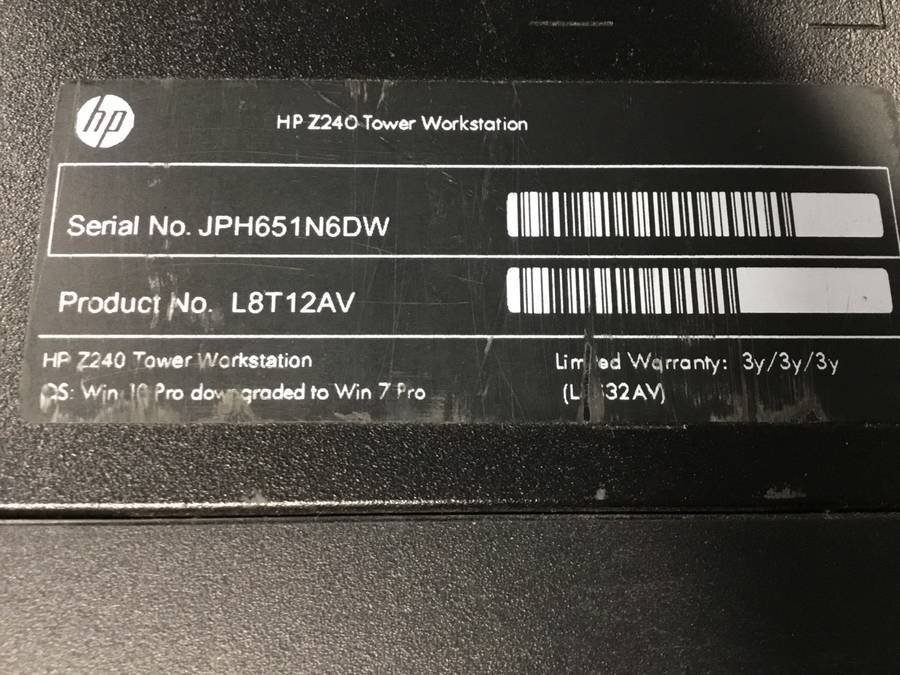 hp
HP Z240 Tower Workstation
Serial No. JPH651N6DW
Product No. L8T12AV
HP Z240 Tower Workstation
OS: Win 10 Pro downgraded to Win 7 Pro
Limited Warranty: 3y/3y/3y